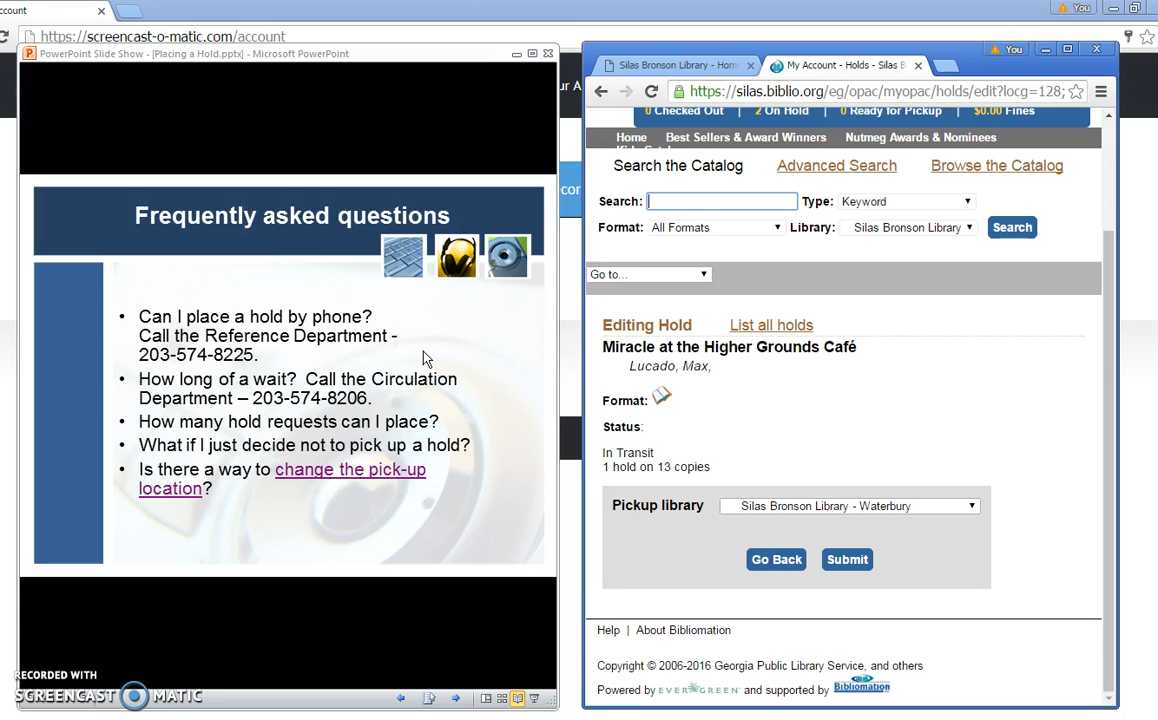 ccount
You
https://screencast-o-matic.com/account
PowerPoint Slide Show - [Placing a Hold.pptx] - Microsoft PowerPoint
ur A
cor
Frequently asked questions
• Can I place a hold by phone?
Call the Reference Department -
203-574-8225.
• How long of a wait? Call the Circulation
Department – 203-574-8206.
• How many hold requests can I place?
• What if I just decide not to pick up a hold?
• Is there a way to change the pick-up
location?
RECORDED WITH
SCREENCAST-O-MATIC
You
Silas Bronson Library - Hom
My Account - Holds - Silas B
https://silas.biblio.org/eg/opac/myopac/holds/edit?locg=128;
0 Checked Out | 2 On Hold | 0 Ready for Pickup | $0.00 Fines
Home Best Sellers & Award Winners Nutmeg Awards & Nominees
Search the Catalog Advanced Search Browse the Catalog
Search: Type: Keyword
Format: All Formats Library: Silas Bronson Library Search
Go to...
Editing Hold List all holds
Miracle at the Higher Grounds Café
Lucado, Max,
Format:
Status:
In Transit
1 hold on 13 copies
Pickup library Silas Bronson Library - Waterbury
Go Back Submit
Help | About Bibliomation
Copyright © 2006-2016 Georgia Public Library Service, and others
Powered by EVERGREEN and supported by Bibliomation